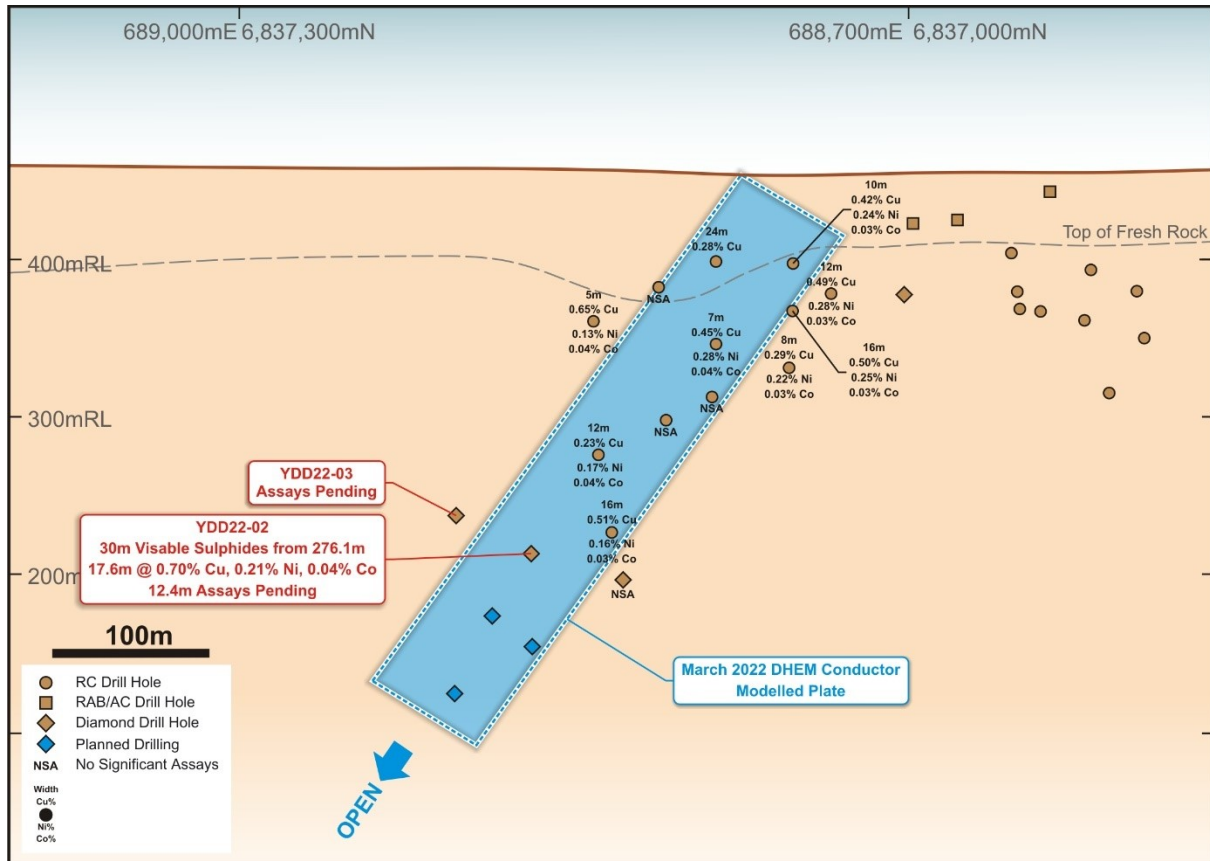 689,000mE 6,837,300mN
688,700mE 6,837,000mN
Top of Fresh Rock
400mRL
300mRL
200mRL
10m
0.42% Cu
0.24% Ni
0.03% Co
24m
0.28% Cu
12m
0.49% Cu
0.28% Ni
0.03% Co
NSA
5m
0.65% Cu
0.13% Ni
0.04% Co
7m
0.45% Cu
0.28% Ni
0.04% Co
8m
0.29% Cu
0.22% Ni
0.03% Co
16m
0.50% Cu
0.25% Ni
0.03% Co
NSA
NSA
12m
0.23% Cu
0.17% Ni
0.04% Co
16m
0.51% Cu
0.16% Ni
0.03% Co
NSA
YDD22-03
Assays Pending
YDD22-02
30m Visable Sulphides from 276.1m
17.6m @ 0.70% Cu, 0.21% Ni, 0.04% Co
12.4m Assays Pending
March 2022 DHEM Conductor
Modelled Plate
OPEN
100m
RC Drill Hole
RAB/AC Drill Hole
Diamond Drill Hole
Planned Drilling
NSA No Significant Assays
Width
Cu%
Ni%
Co%